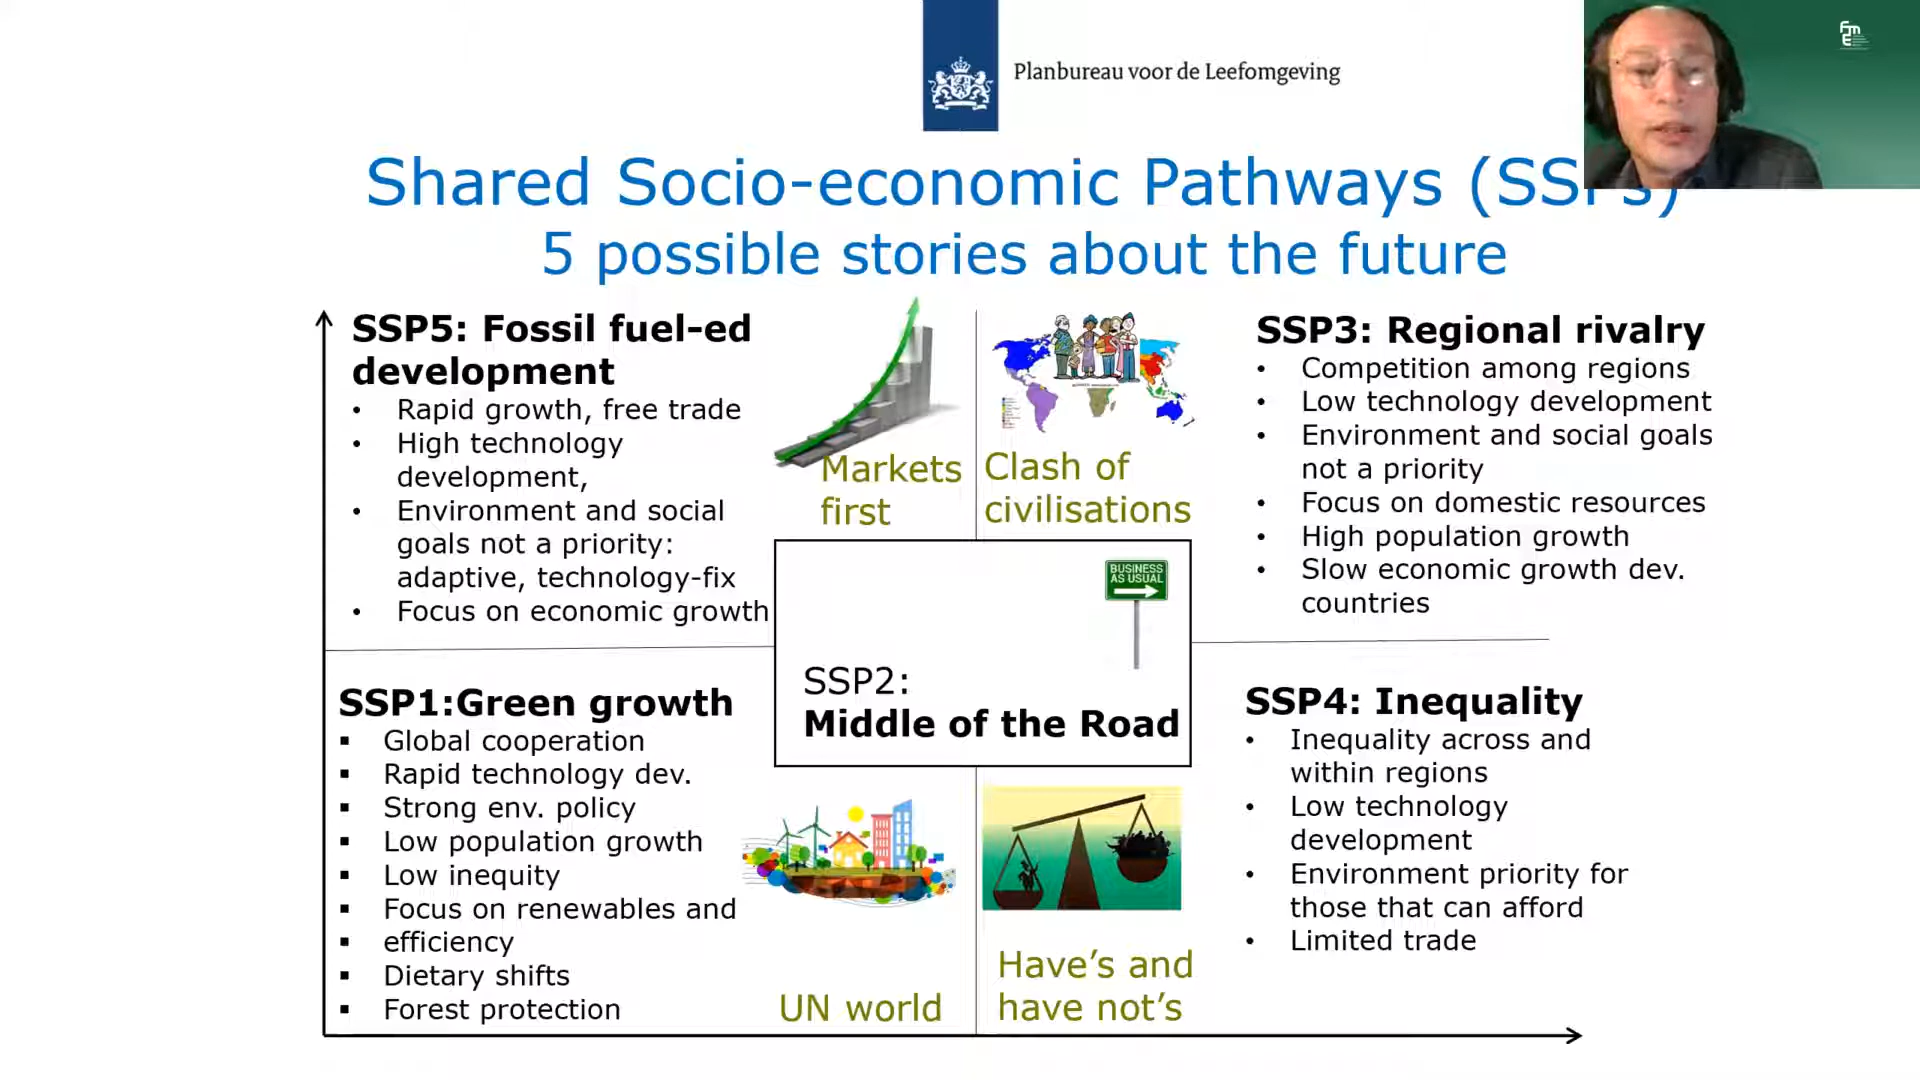 Planbureau voor de Leefomgeving
Shared Socio-economic Pathways (SSPs)
5 possible stories about the future
SSP5: Fossil fuel-ed
development
• Rapid growth, free trade
• High technology
development,
• Environment and social
goals not a priority:
adaptive, technology-fix
• Focus on economic growth
Markets
first
Clash of
civilisations
SSP3: Regional rivalry
• Competition among regions
• Low technology development
• Environment and social goals
not a priority
• Focus on domestic resources
• High population growth
• Slow economic growth dev.
countries
BUSINESS
AS USUAL
SSP2:
Middle of the Road
SSP1:Green growth
▪ Global cooperation
▪ Rapid technology dev.
▪ Strong env. policy
▪ Low population growth
▪ Low inequity
▪ Focus on renewables and
▪ efficiency
▪ Dietary shifts
▪ Forest protection
UN world
Have’s and
have not’s
SSP4: Inequality
• Inequality across and
within regions
• Low technology
development
• Environment priority for
those that can afford
• Limited trade